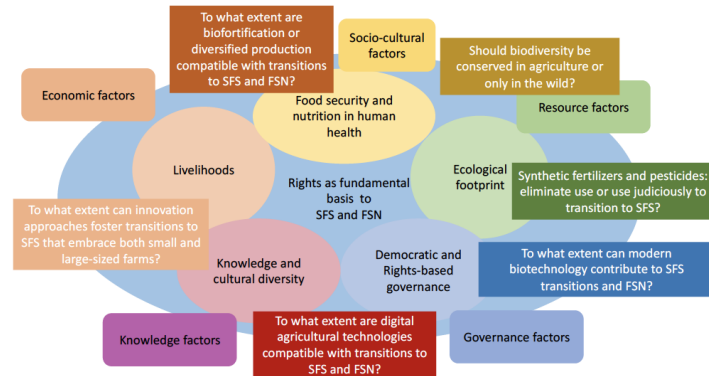 To what extent are
biofortification or
diversified production
compatible with transitions
to SFS and FSN?
Socio-cultural
factors
Should biodiversity be
conserved in agriculture or
only in the wild?
Economic factors
Food security and
nutrition in human
health
Resource factors
Livelihoods
Ecological
footprint
Rights as fundamental
basis to
SFS and FSN
Synthetic fertilizers and pesticides:
eliminate use or use judiciously to
transition to SFS?
To what extent can innovation
approaches foster transitions to
SFS that embrace both small and
large-sized farms?
Knowledge and
cultural diversity
Democratic and
Rights-based
governance
To what extent can modern
biotechnology contribute to SFS
transitions and FSN?
Knowledge factors
To what extent are digital
agricultural technologies
compatible with transitions to
SFS and FSN?
Governance factors